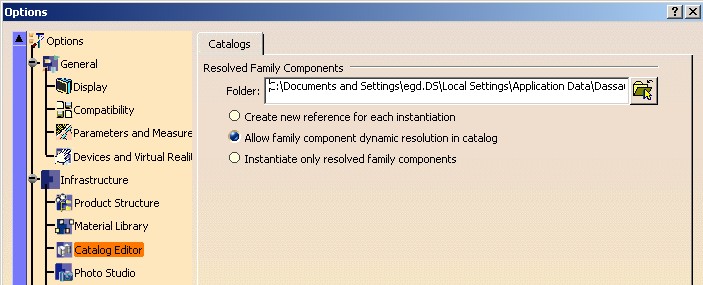 Options
Options
General
Display
Compatibility
Parameters and Measure
Devices and Virtual Realit
Infrastructure
Product Structure
Material Library
Catalog Editor
Photo Studio
Catalogs
Resolved Family Components
Folder: C:\Documents and Settings\egd.DS\Local Settings\Application Data\Dassau
Create new reference for each instantiation
Allow family component dynamic resolution in catalog
Instantiate only resolved family components